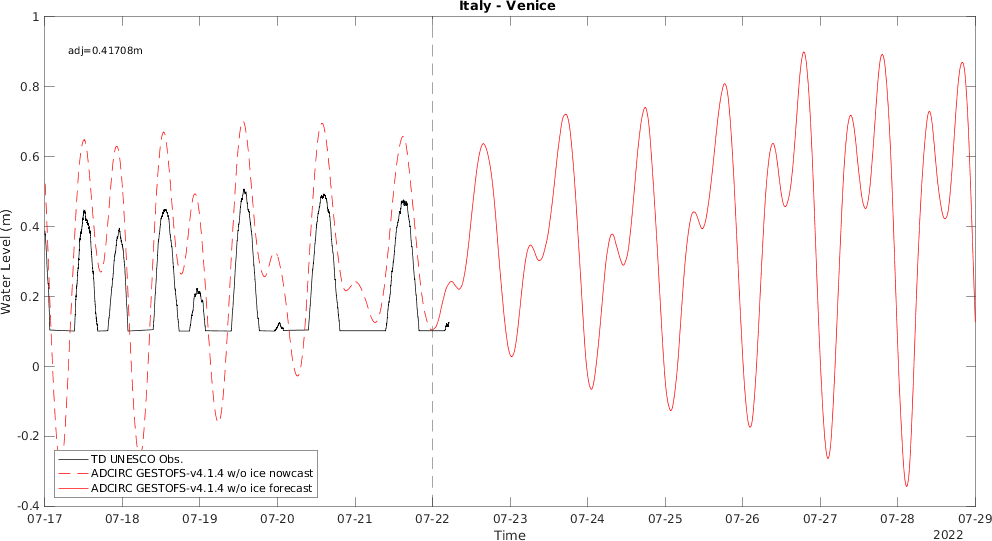 Italy - Venice
1
adj=0.41708m
0.8
0.6
0.4
0.2
0
-0.2
-0.4
Water Level (m)
TD UNESCO Obs.
ADCIRC GESTOFS-v4.1.4 w/o ice nowcast
ADCIRC GESTOFS-v4.1.4 w/o ice forecast
07-17 07-18 07-19 07-20 07-21 07-22 07-23 07-24 07-25 07-26 07-27 07-28 07-29
Time
2022